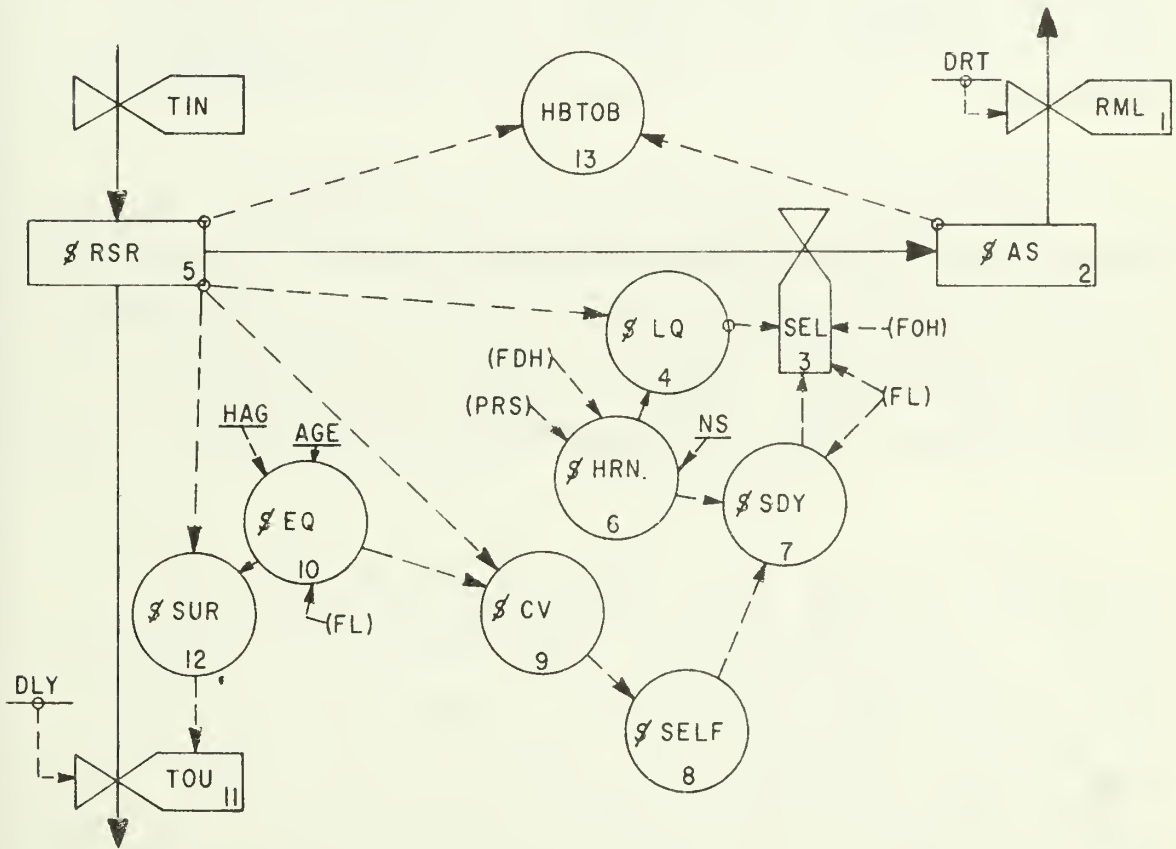 TIN
HBTOB
13
DRT
RML
1
$ RSR
5
$ AS
2
$ LQ
4
SEL
3
(FOH)
(FDH)
(PRS)
(FL)
HAG
AGE
NS
$ HRN.
6
$ SDY
7
$ EQ
10
(FL)
$ SUR
12
$ CV
9
DLY
$ SELF
8
TOU
11